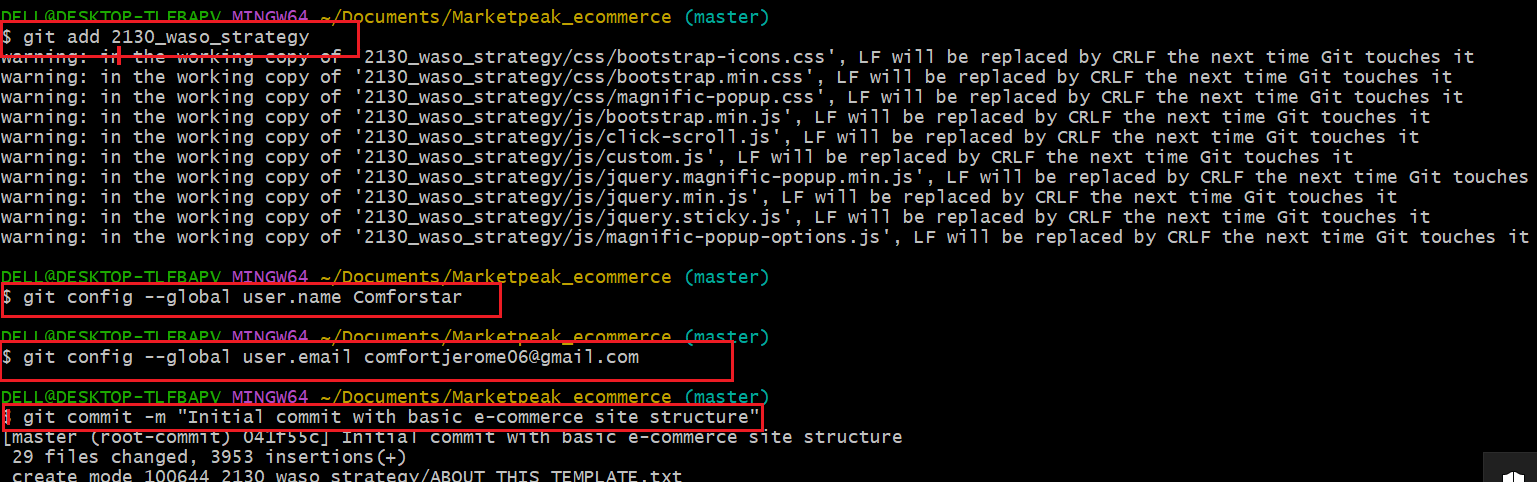 DELL@DESKTOP-TLFBAPV MINGW64 ~/Documents/Marketpeak_ecommerce (master)
$ git add 2130_waso_strategy
warning: in the working copy of '2130_waso_strategy/css/bootstrap-icons.css', LF will be replaced by CRLF the next time Git touches it
warning: in the working copy of '2130_waso_strategy/css/bootstrap.min.css', LF will be replaced by CRLF the next time Git touches it
warning: in the working copy of '2130_waso_strategy/css/magnific-popup.css', LF will be replaced by CRLF the next time Git touches it
warning: in the working copy of '2130_waso_strategy/js/bootstrap.min.js', LF will be replaced by CRLF the next time Git touches it
warning: in the working copy of '2130_waso_strategy/js/click-scroll.js', LF will be replaced by CRLF the next time Git touches it
warning: in the working copy of '2130_waso_strategy/js/custom.js', LF will be replaced by CRLF the next time Git touches it
warning: in the working copy of '2130_waso_strategy/js/jquery.magnific-popup.min.js', LF will be replaced by CRLF the next time Git touches
warning: in the working copy of '2130_waso_strategy/js/jquery.min.js', LF will be replaced by CRLF the next time Git touches it
warning: in the working copy of '2130_waso_strategy/js/jquery.sticky.js', LF will be replaced by CRLF the next time Git touches it
warning: in the working copy of '2130_waso_strategy/js/magnific-popup-options.js', LF will be replaced by CRLF the next time Git touches it
DELL@DESKTOP-TLFBAPV MINGW64 ~/Documents/Marketpeak_ecommerce (master)
$ git config --global user.name Comforstar
DELL@DESKTOP-TLFBAPV MINGW64 ~/Documents/Marketpeak_ecommerce (master)
$ git config --global user.email comfortjerome06@gmail.com
DELL@DESKTOP-TLFBAPV MINGW64 ~/Documents/Marketpeak_ecommerce (master)
$ git commit -m "Initial commit with basic e-commerce site structure"
[master (root-commit) 041f55c] Initial commit with basic e-commerce site structure
29 files changed, 3953 insertions(+)
create mode 100644 2130_waso_strategy/ABOUT THIS TEMPLATE.txt